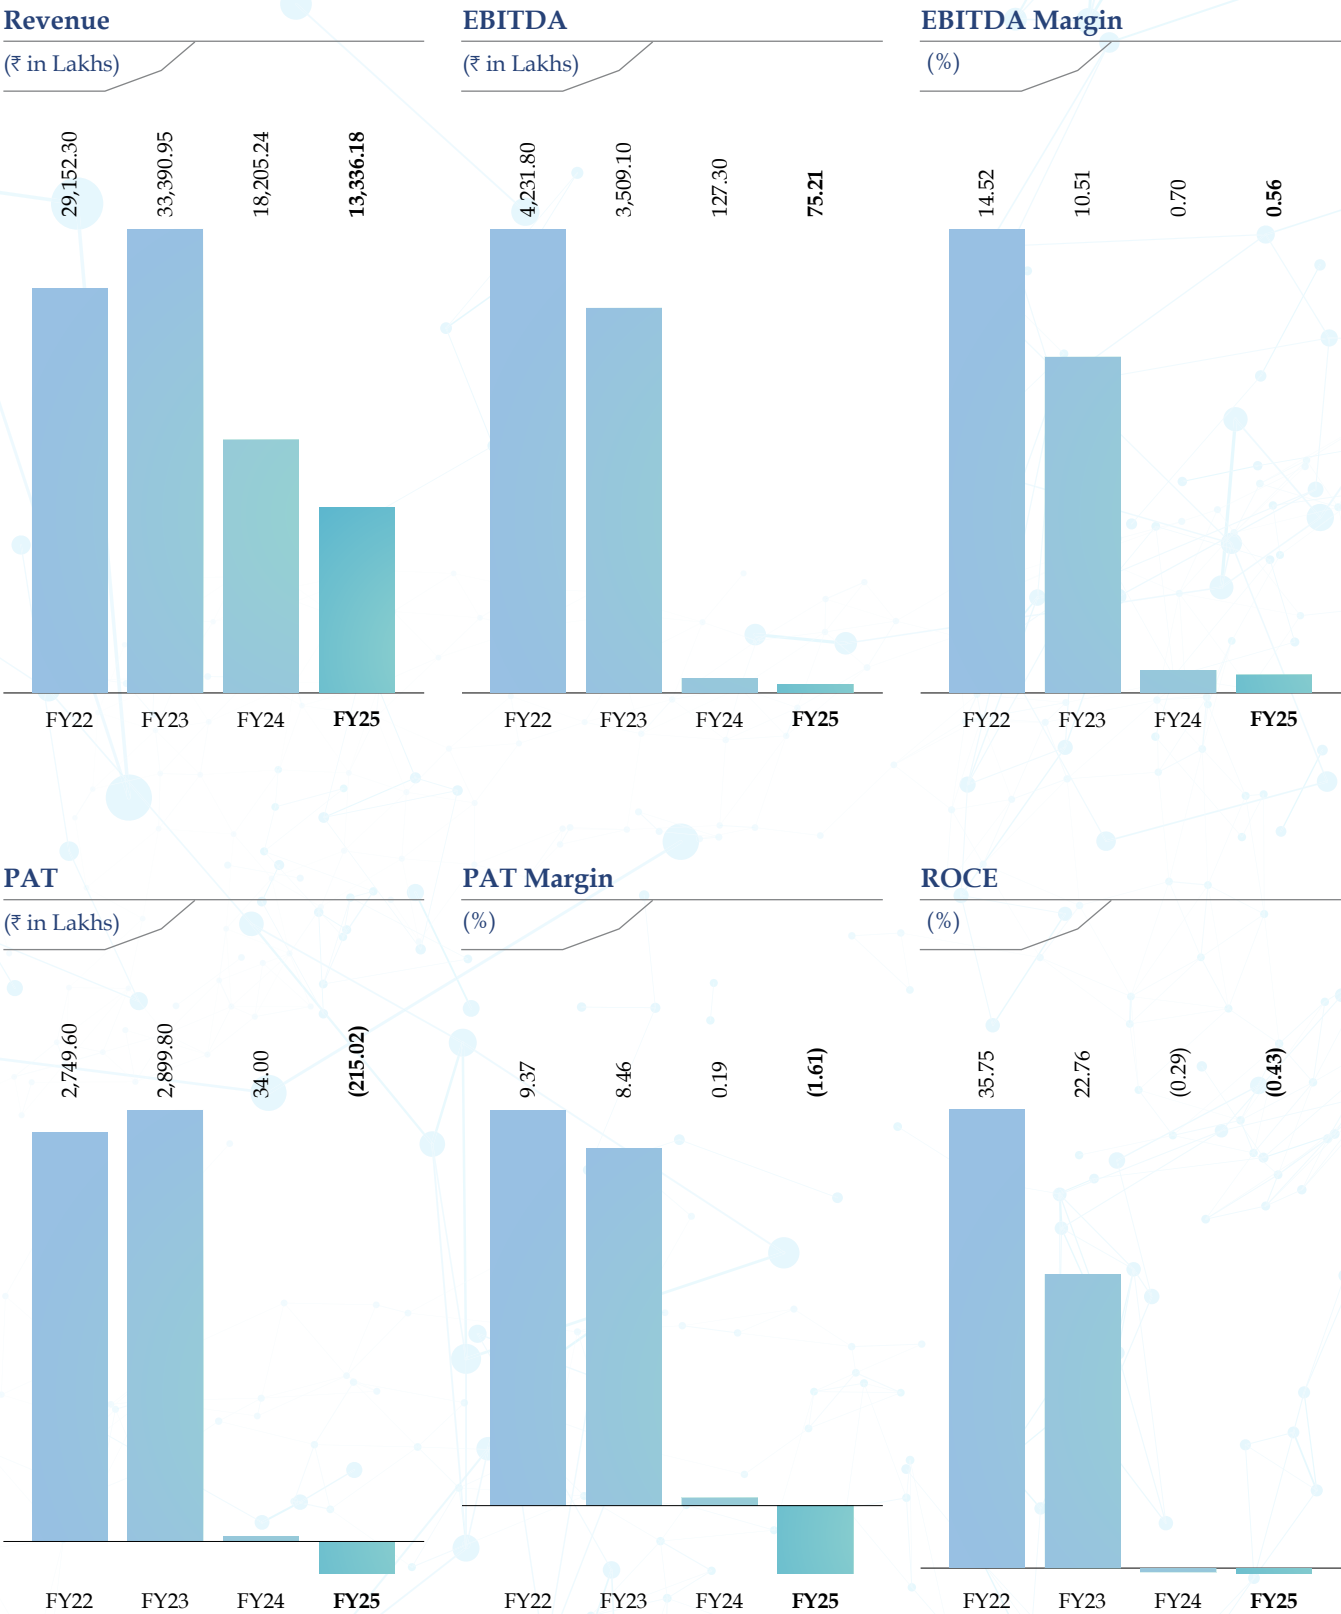 Revenue
(₹ in Lakhs)
29,152.30
33,390.95
18,205.24
13,336.18
FY22 FY23 FY24 FY25
EBITDA
(₹ in Lakhs)
4,231.80
3,509.10
127.30
75.21
FY22 FY23 FY24 FY25
EBITDA Margin
(%)
14.52
10.51
0.70
0.56
FY22 FY23 FY24 FY25
PAT
(₹ in Lakhs)
2,749.60
2,899.80
34.00
(215.02)
FY22 FY23 FY24 FY25
PAT Margin
(%)
9.37
8.46
0.19
(1.61)
FY22 FY23 FY24 FY25
ROCE
(%)
35.75
22.76
(0.29)
(0.43)
FY22 FY23 FY24 FY25